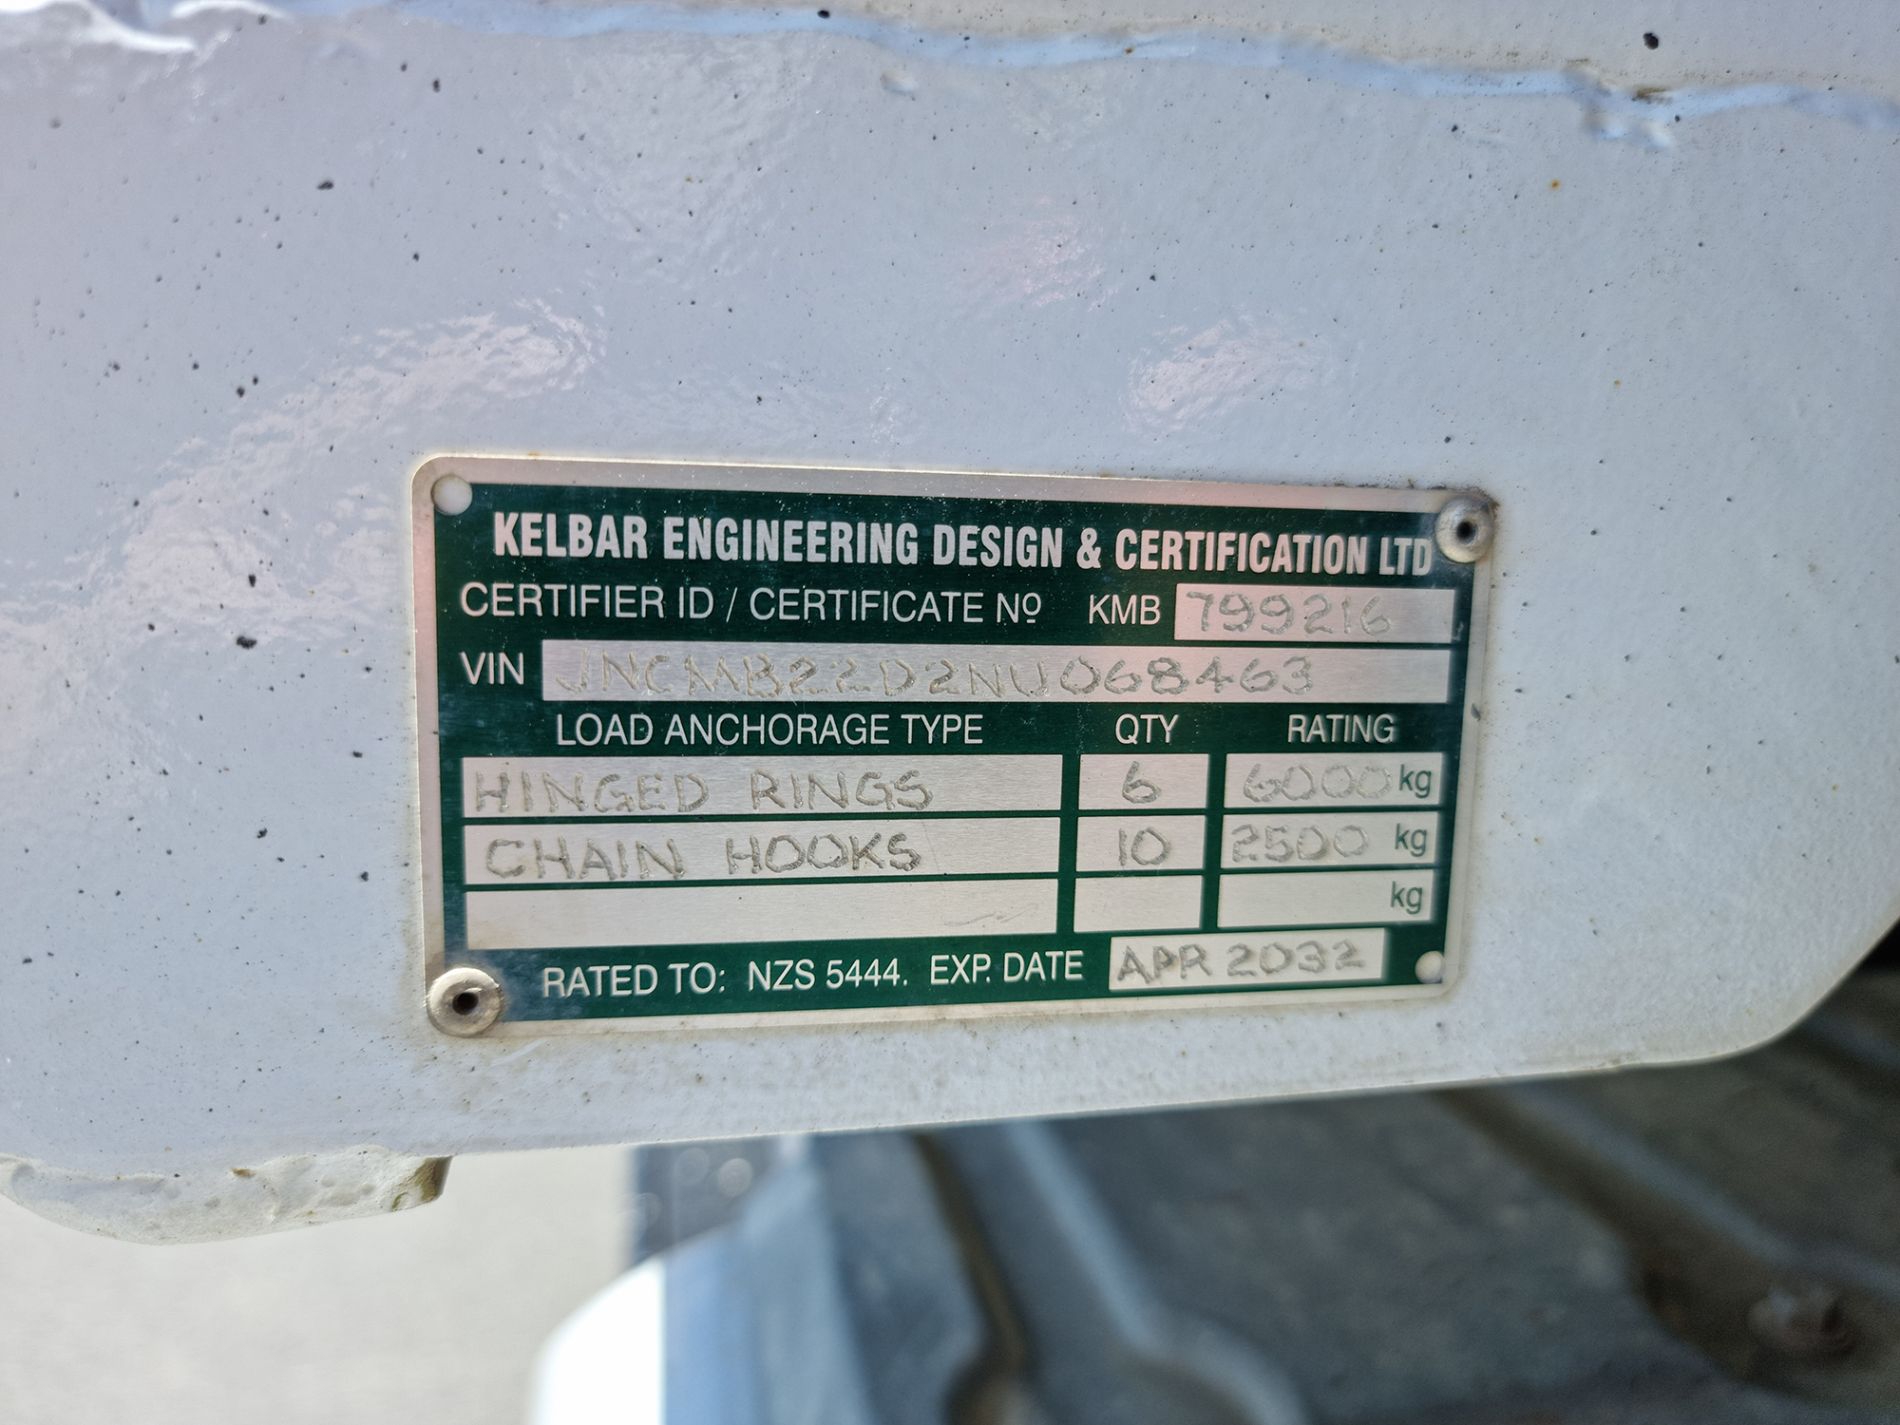 KELBAR ENGINEERING DESIGN & CERTIFICATION LTD
CERTIFIER ID / CERTIFICATE Nº KMB 799216
VIN JNCMB22D2NU068463
LOAD ANCHORAGE TYPE QTY RATING
HINGED RINGS 6 6000 kg
CHAIN HOOKS 10 2500 kg
kg
RATED TO: NZS 5444. EXP. DATE APR 2032